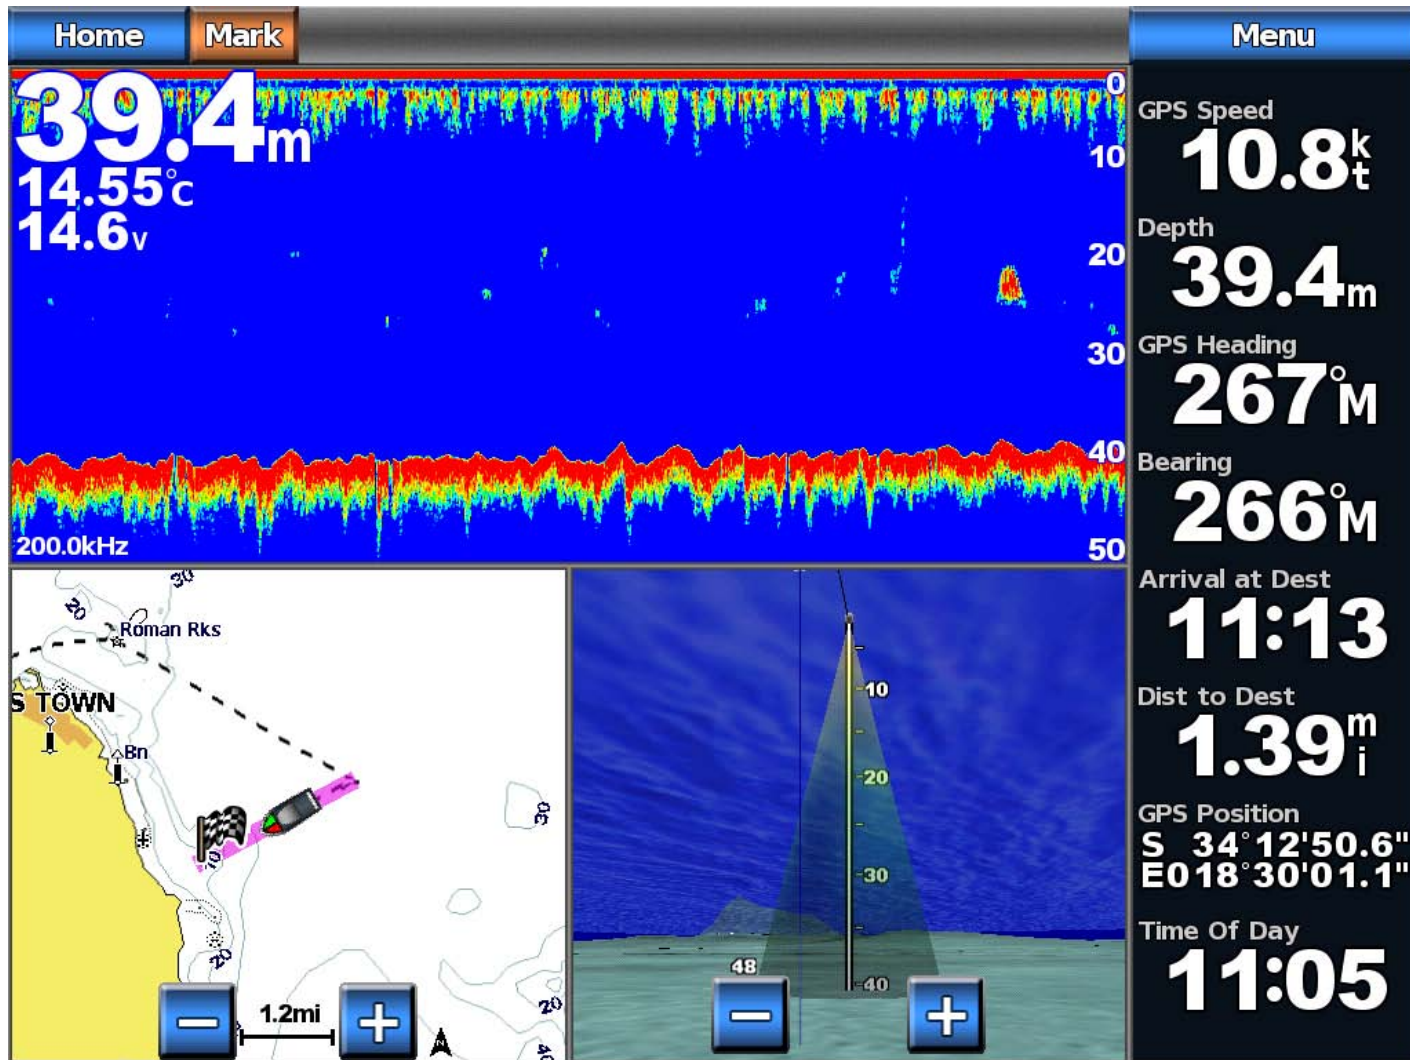 Home Mark Menu
39.4m
14.55°C
14.6v
0
10
20
30
40
50
200.0kHz
30
20
Roman Rks
S TOWN
Bn
30
10
20
20
40
1.2mi
N
10
20
30
40
48
GPS Speed
10.8kt
Depth
39.4m
GPS Heading
267°M
Bearing
266°M
Arrival at Dest
11:13
Dist to Dest
1.39mi
GPS Position
S 34°12'50.6"
E018°30'01.1"
Time Of Day
11:05